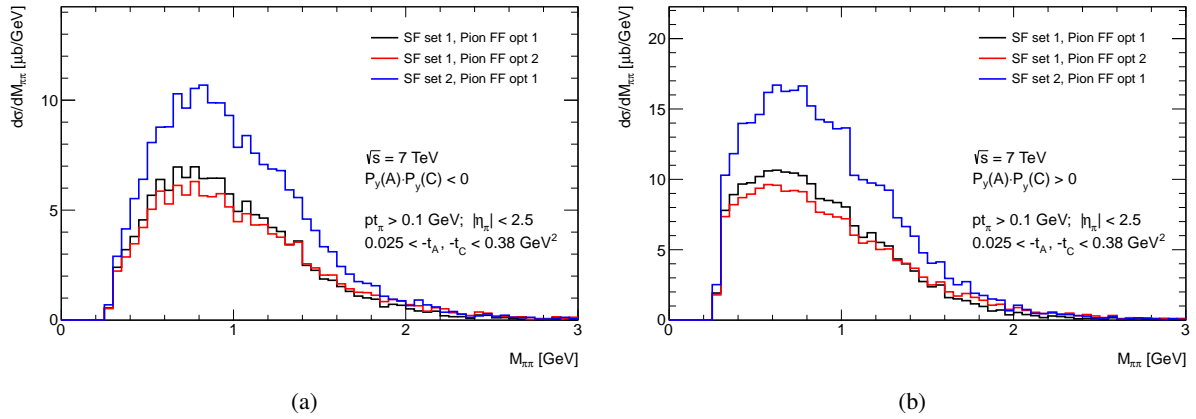 dσ/dM_ππ [μb/GeV]
10
5
0
0
1
2
3
M_ππ [GeV]
SF set 1, Pion FF opt 1
SF set 1, Pion FF opt 2
SF set 2, Pion FF opt 1
√s = 7 TeV
P_y(A)·P_y(C) < 0
pt_π > 0.1 GeV; |η_π| < 2.5
0.025 < -t_A, -t_C < 0.38 GeV²
(a)
dσ/dM_ππ [μb/GeV]
20
15
10
5
0
0
1
2
3
M_ππ [GeV]
SF set 1, Pion FF opt 1
SF set 1, Pion FF opt 2
SF set 2, Pion FF opt 1
√s = 7 TeV
P_y(A)·P_y(C) > 0
pt_π > 0.1 GeV; |η_π| < 2.5
0.025 < -t_A, -t_C < 0.38 GeV²
(b)